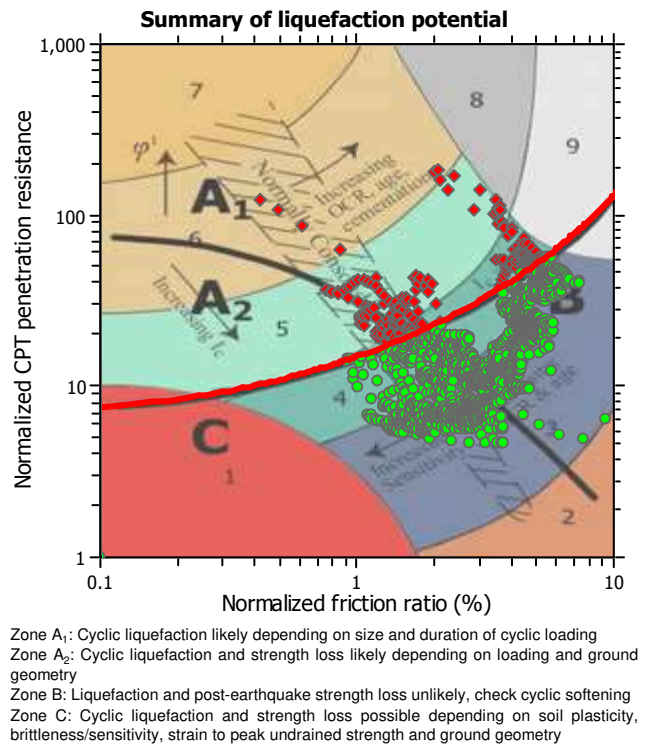 Summary of liquefaction potential
1,000
100
10
1
0.1
1
10
Normalized CPT penetration resistance
Normalized friction ratio (%)
7
8
9
φ'
A1
Increasing
OCR, age,
cementation
Normally Conso
6
A2
Increasing Ic
5
B
4
C
1
Increas
Sensitivity
& age
3
2
Zone A1: Cyclic liquefaction likely depending on size and duration of cyclic loading
Zone A2: Cyclic liquefaction and strength loss likely depending on loading and ground
geometry
Zone B: Liquefaction and post-earthquake strength loss unlikely, check cyclic softening
Zone C: Cyclic liquefaction and strength loss possible depending on soil plasticity,
brittleness/sensitivity, strain to peak undrained strength and ground geometry